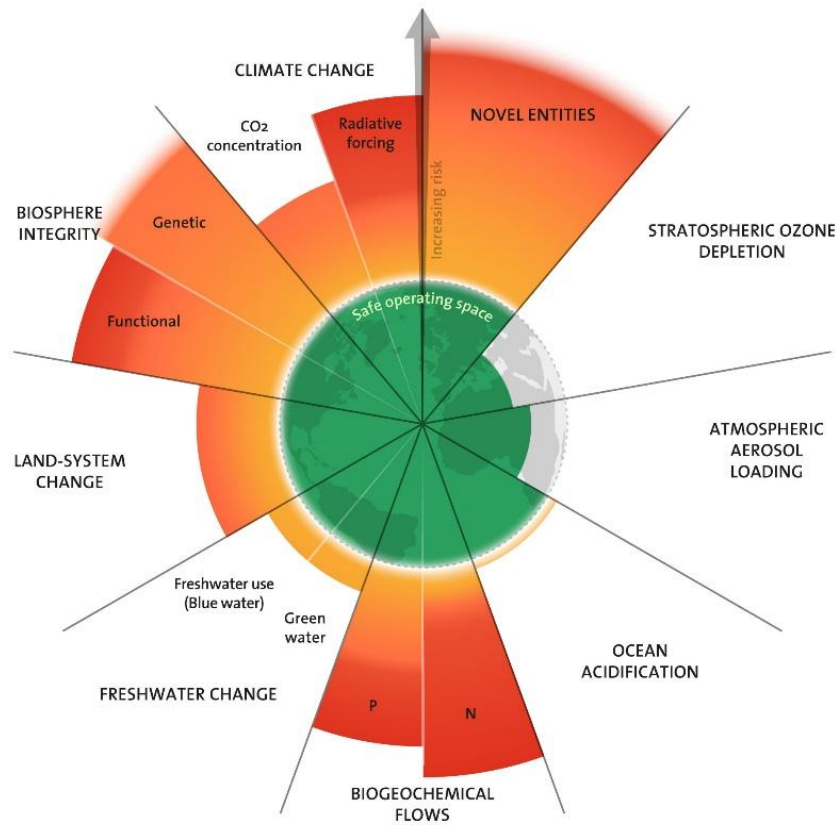 CLIMATE CHANGE
CO2
concentration
Radiative
forcing
Increasing risk
NOVEL ENTITIES
STRATOSPHERIC OZONE
DEPLETION
ATMOSPHERIC
AEROSOL
LOADING
OCEAN
ACIDIFICATION
BIOGEOCHEMICAL
FLOWS
P
N
FRESHWATER CHANGE
Freshwater use
(Blue water)
Green
water
LAND-SYSTEM
CHANGE
BIOSPHERE
INTEGRITY
Genetic
Functional
Safe operating space